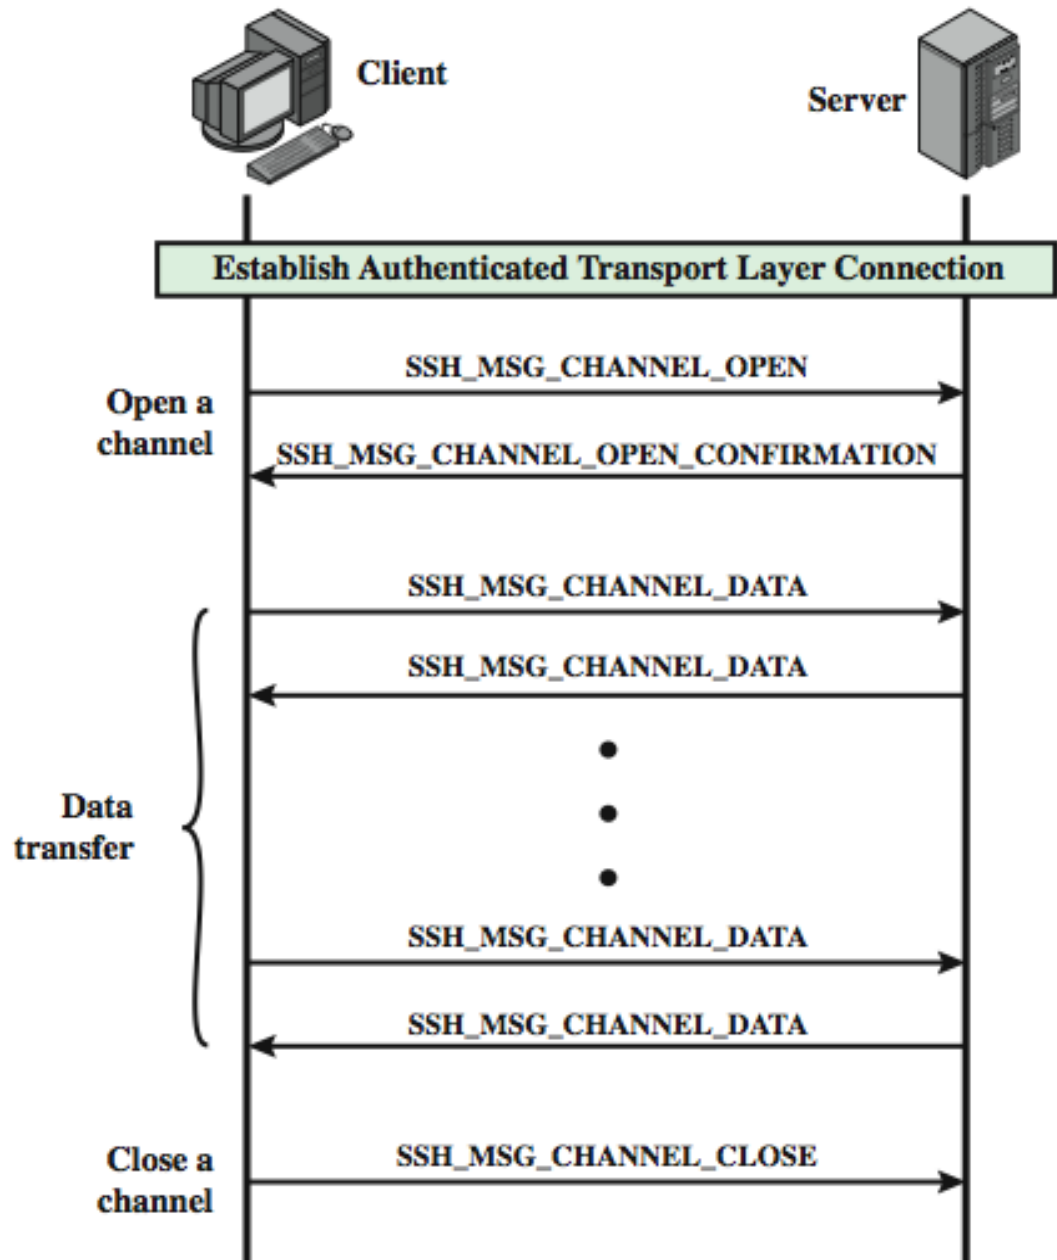 Client
Server
Establish Authenticated Transport Layer Connection
SSH_MSG_CHANNEL_OPEN
Open a
channel
SSH_MSG_CHANNEL_OPEN_CONFIRMATION
SSH_MSG_CHANNEL_DATA
SSH_MSG_CHANNEL_DATA
Data
transfer
SSH_MSG_CHANNEL_DATA
SSH_MSG_CHANNEL_DATA
Close a
channel
SSH_MSG_CHANNEL_CLOSE